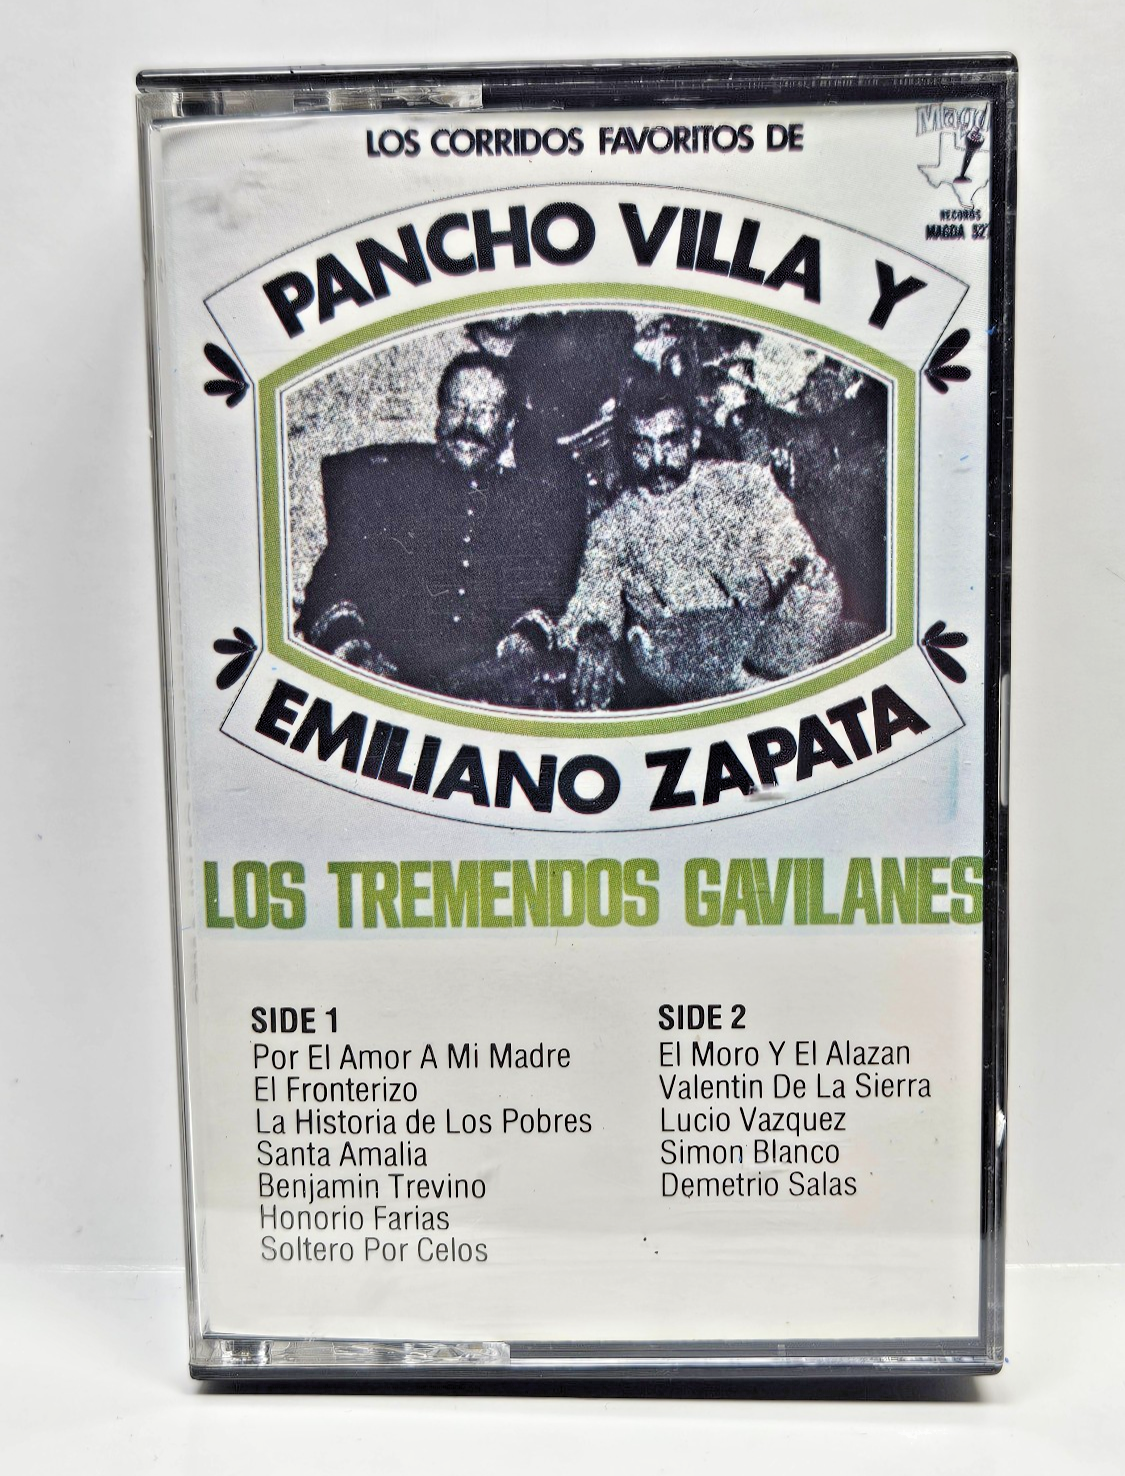 LOS CORRIDOS FAVORITOS DE
RECORDS
MAGDA 527
PANCHO VILLA Y
EMILIANO ZAPATA
LOS TREMENDOS GAVILANES
SIDE 1
Por El Amor A Mi Madre
El Fronterizo
La Historia de Los Pobres
Santa Amalia
Benjamin Trevino
Honorio Farias
Soltero Por Celos
SIDE 2
El Moro Y El Alazan
Valentin De La Sierra
Lucio Vazquez
Simon Blanco
Demetrio Salas